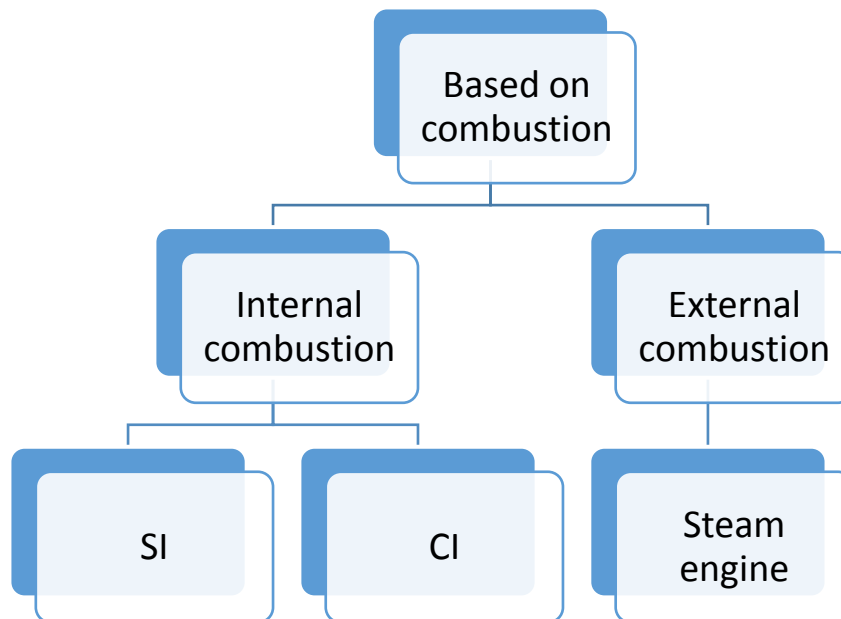 Based on
combustion
Internal
combustion
External
combustion
SI
CI
Steam
engine